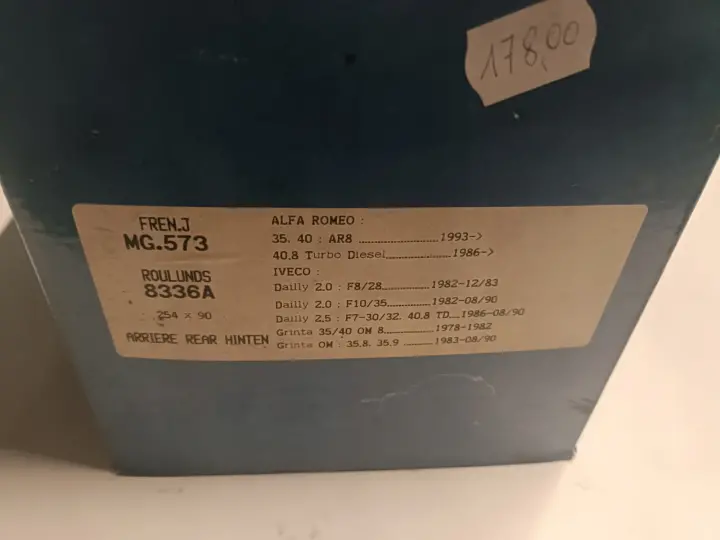 178,00
FREN.J
MG.573
ROULUNDS
8336A
254 x 90
ARRIERE REAR HINTEN
ALFA ROMEO :
35. 40 : AR8 ........................1993->
40.8 Turbo Diesel....................1986->
IVECO :
Dailly 2.0 : F8/28..............1982-12/83
Dailly 2.0 : F10/35.............1982-08/90
Dailly 2.5 : F7-30/32. 40.8 TD....1986-08/90
Grinta 35/40 OM 8...............1978-1982
Grinta OM : 35.8. 35.9 .........1983-08/90